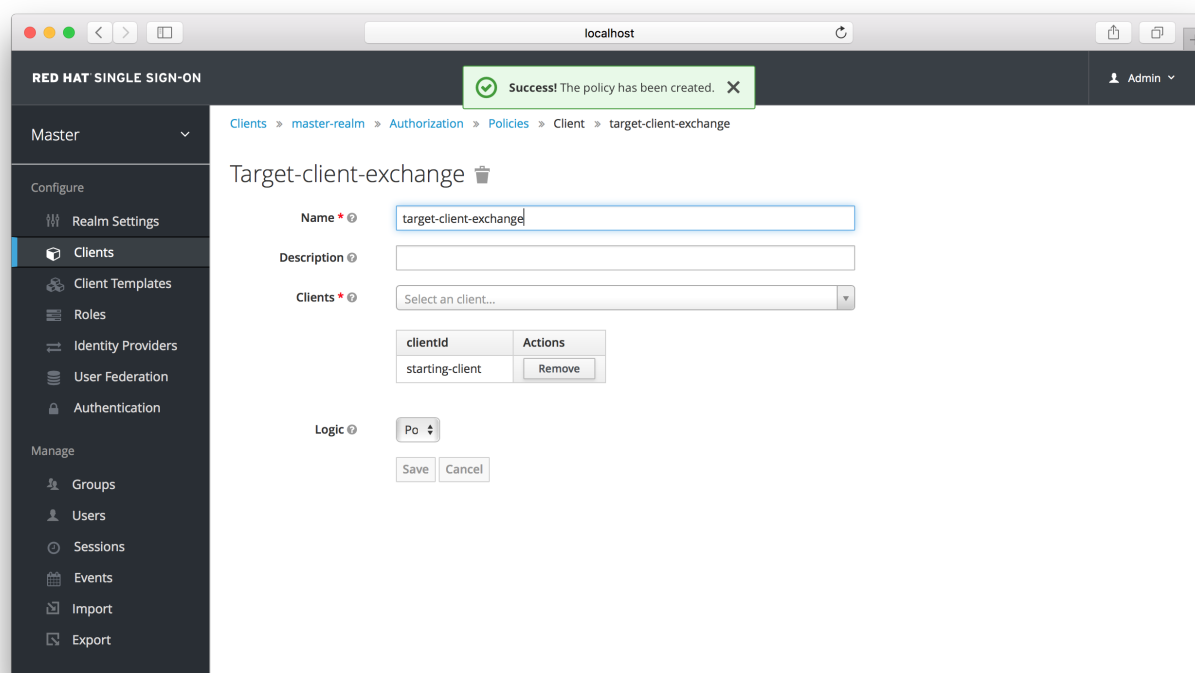 localhost
RED HAT® SINGLE SIGN-ON
Success! The policy has been created.
Admin
Master
Clients » master-realm » Authorization » Policies » Client » target-client-exchange
Target-client-exchange
Configure
Realm Settings
Clients
Client Templates
Roles
Identity Providers
User Federation
Authentication
Manage
Groups
Users
Sessions
Events
Import
Export
Name *
target-client-exchange
Description
Clients *
Select an client...
clientId Actions
starting-client Remove
Logic
Po
Save Cancel